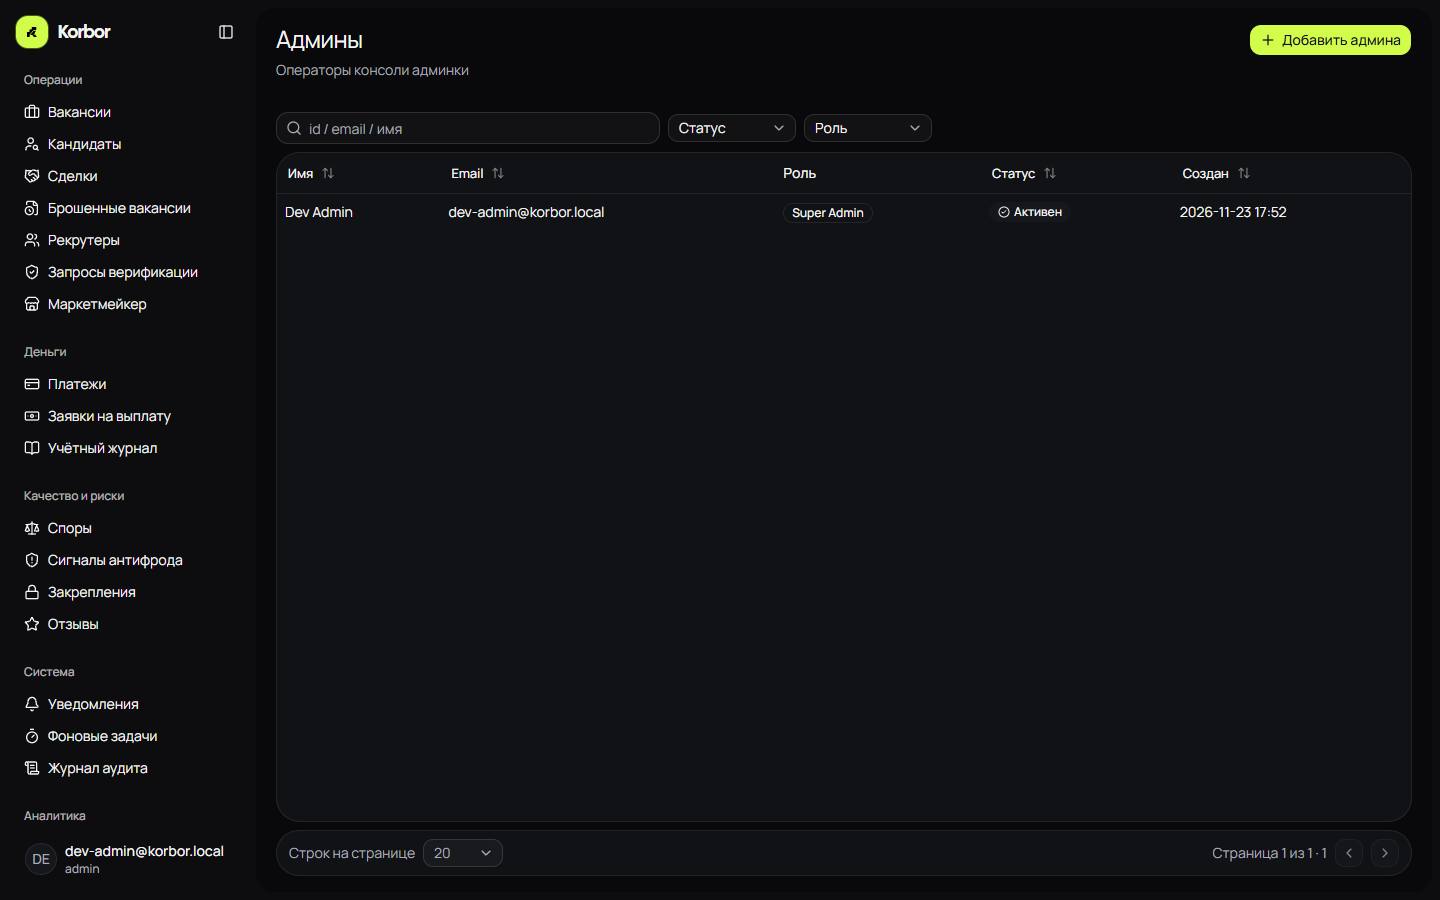 Korbor
Операции
Вакансии
Кандидаты
Сделки
Брошенные вакансии
Рекрутеры
Запросы верификации
Маркетмейкер
Деньги
Платежи
Заявки на выплату
Учётный журнал
Качество и риски
Споры
Сигналы антифрода
Закрепления
Отзывы
Система
Уведомления
Фоновые задачи
Журнал аудита
Аналитика
DE
dev-admin@korbor.local
admin
Админы
Операторы консоли админки
Добавить админа
id / email / имя
Статус
Роль
Имя Email Роль Статус Создан
Dev Admin dev-admin@korbor.local Super Admin Активен 2026-11-23 17:52
Строк на странице 20 Страница 1 из 1 · 1